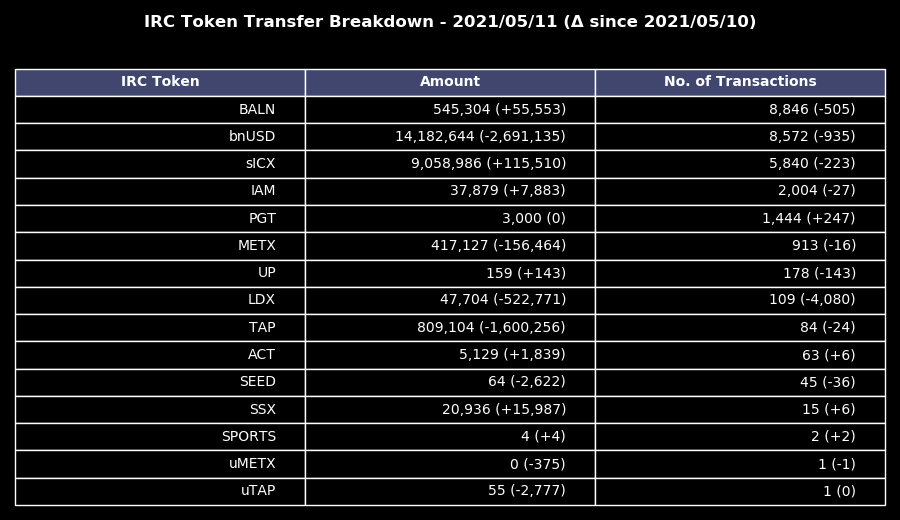 IRC Token Transfer Breakdown - 2021/05/11 (Δ since 2021/05/10)
IRC Token Amount No. of Transactions
BALN 545,304 (+55,553) 8,846 (-505)
bnUSD 14,182,644 (-2,691,135) 8,572 (-935)
sICX 9,058,986 (+115,510) 5,840 (-223)
IAM 37,879 (+7,883) 2,004 (-27)
PGT 3,000 (0) 1,444 (+247)
METX 417,127 (-156,464) 913 (-16)
UP 159 (+143) 178 (-143)
LDX 47,704 (-522,771) 109 (-4,080)
TAP 809,104 (-1,600,256) 84 (-24)
ACT 5,129 (+1,839) 63 (+6)
SEED 64 (-2,622) 45 (-36)
SSX 20,936 (+15,987) 15 (+6)
SPORTS 4 (+4) 2 (+2)
uMETX 0 (-375) 1 (-1)
uTAP 55 (-2,777) 1 (0)